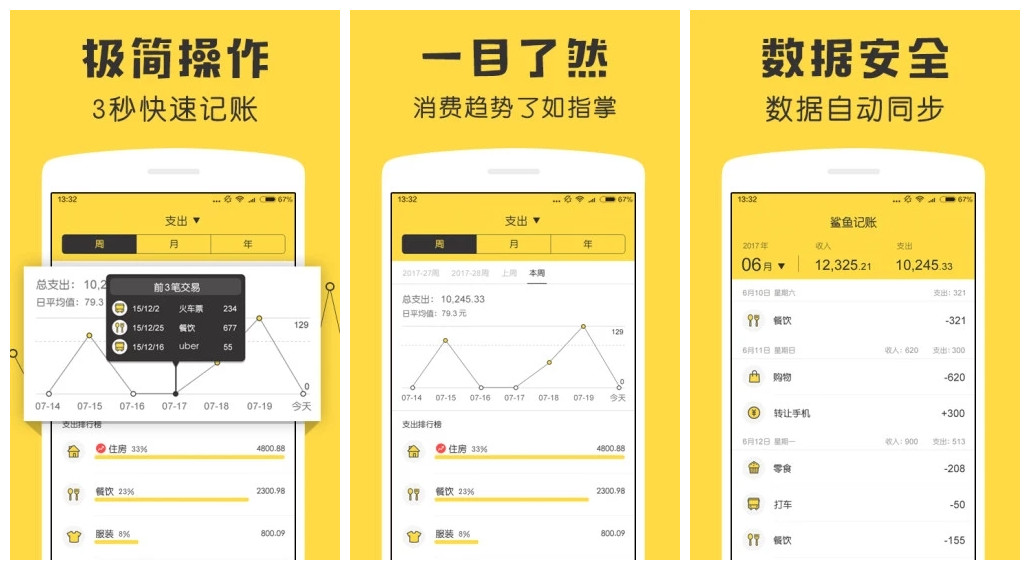 极简操作
3秒快速记账
13:32
67%
支出 ▼
周 月 年
总支出: 10,2
日平均值: 79.3
前3笔交易
15/12/2 火车票 234
15/12/25 餐饮 677
15/12/16 uber 55
129
0
07-14 07-15 07-16 07-17 07-18 07-19 今天
支出排行榜
住房 33% 4800.88
餐饮 23% 2300.98
服装 8% 800.09
一目了然
消费趋势了如指掌
13:32
67%
支出 ▼
周 月 年
2017-27周 2017-28周 上周 本周
总支出: 10,245.33
日平均值: 79.3 元
129
0
07-14 07-15 07-16 07-17 07-18 07-19 今天
支出排行榜
住房 33% 4800.88
餐饮 23% 2300.98
服装 8% 800.09
数据安全
数据自动同步
13:32
67%
鲨鱼记账
2017年 收入 支出
06月 ▼ 12,325.21 10,245.33
6月10日 星期六 支出: 321
餐饮 -321
6月11日 星期日 收入: 620 支出: 300
购物 -620
转让手机 +300
6月12日 星期一 收入: 900 支出: 513
零食 -208
打车 -50
餐饮 -155